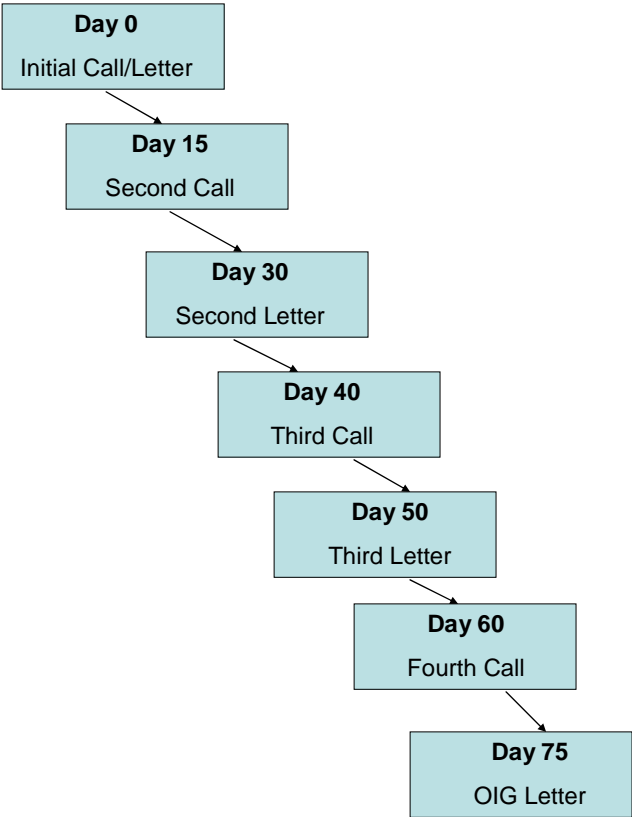 Day 0
Initial Call/Letter
Day 15
Second Call
Day 30
Second Letter
Day 40
Third Call
Day 50
Third Letter
Day 60
Fourth Call
Day 75
OIG Letter